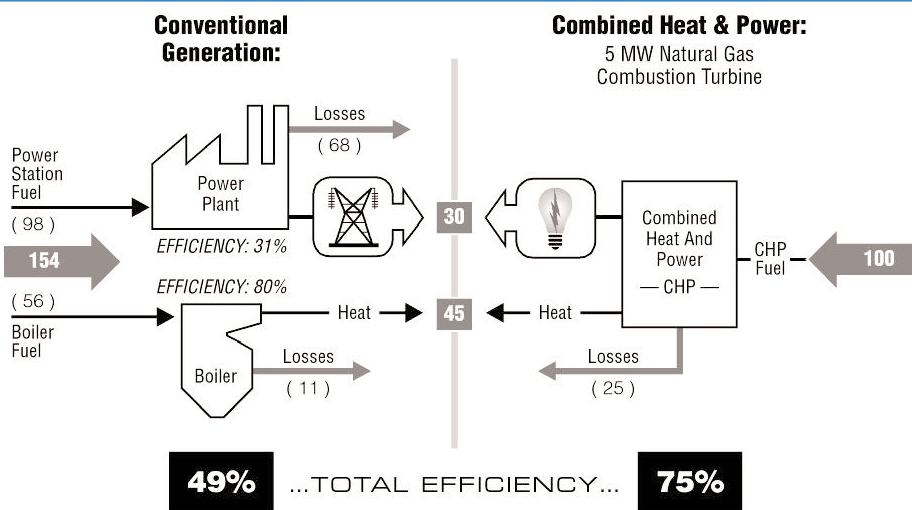 Conventional
Generation:
Combined Heat & Power:
5 MW Natural Gas
Combustion Turbine
Losses
( 68 )
Power
Station
Fuel
( 98 )
Power
Plant
EFFICIENCY: 31%
30
Combined
Heat And
Power
— CHP —
CHP
Fuel
100
154
EFFICIENCY: 80%
( 56 )
Boiler
Fuel
Heat
45
Heat
Boiler
Losses
( 11 )
Losses
( 25 )
49% ...TOTAL EFFICIENCY... 75%